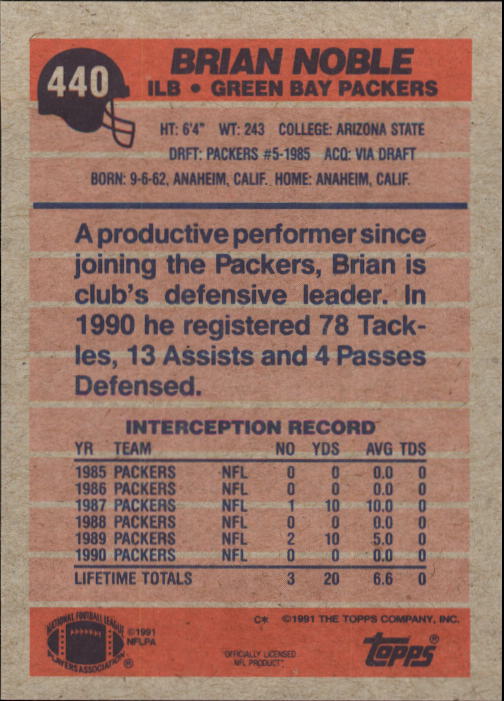 440
BRIAN NOBLE
ILB • GREEN BAY PACKERS
HT: 6'4" WT: 243 COLLEGE: ARIZONA STATE
DRFT: PACKERS #5-1985 ACQ: VIA DRAFT
BORN: 9-6-62, ANAHEIM, CALIF. HOME: ANAHEIM, CALIF.
A productive performer since
joining the Packers, Brian is
club's defensive leader. In
1990 he registered 78 Tack-
les, 13 Assists and 4 Passes
Defensed.
INTERCEPTION RECORD
YR TEAM NO YDS AVG TDS
1985 PACKERS NFL 0 0 0.0 0
1986 PACKERS NFL 0 0 0.0 0
1987 PACKERS NFL 1 10 10.0 0
1988 PACKERS NFL 0 0 0.0 0
1989 PACKERS NFL 2 10 5.0 0
1990 PACKERS NFL 0 0 0.0 0
LIFETIME TOTALS 3 20 6.6 0
NATIONAL FOOTBALL LEAGUE
PLAYERS ASSOCIATION ®
©1991
NFLPA
C* ©1991 THE TOPPS COMPANY, INC.
OFFICIALLY LICENSED
NFL PRODUCT
topps®